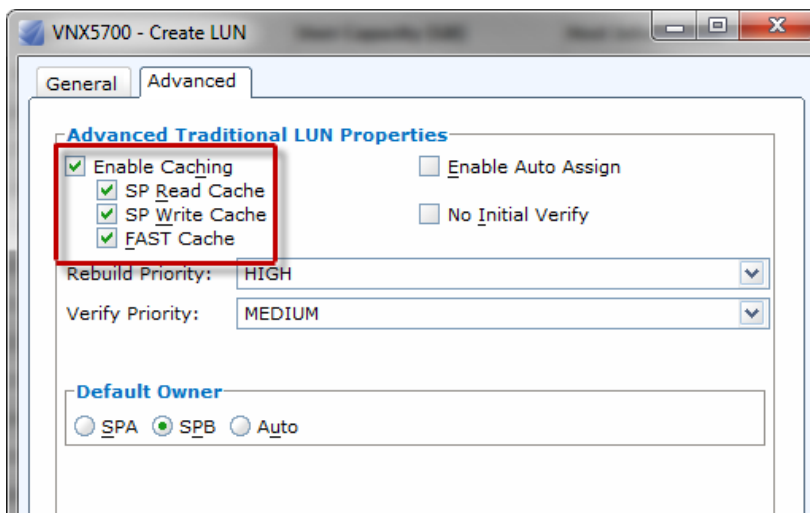 VNX5700 - Create LUN
General Advanced
Advanced Traditional LUN Properties
Enable Caching Enable Auto Assign
SP Read Cache
SP Write Cache No Initial Verify
FAST Cache
Rebuild Priority: HIGH
Verify Priority: MEDIUM
Default Owner
SPA SPB Auto